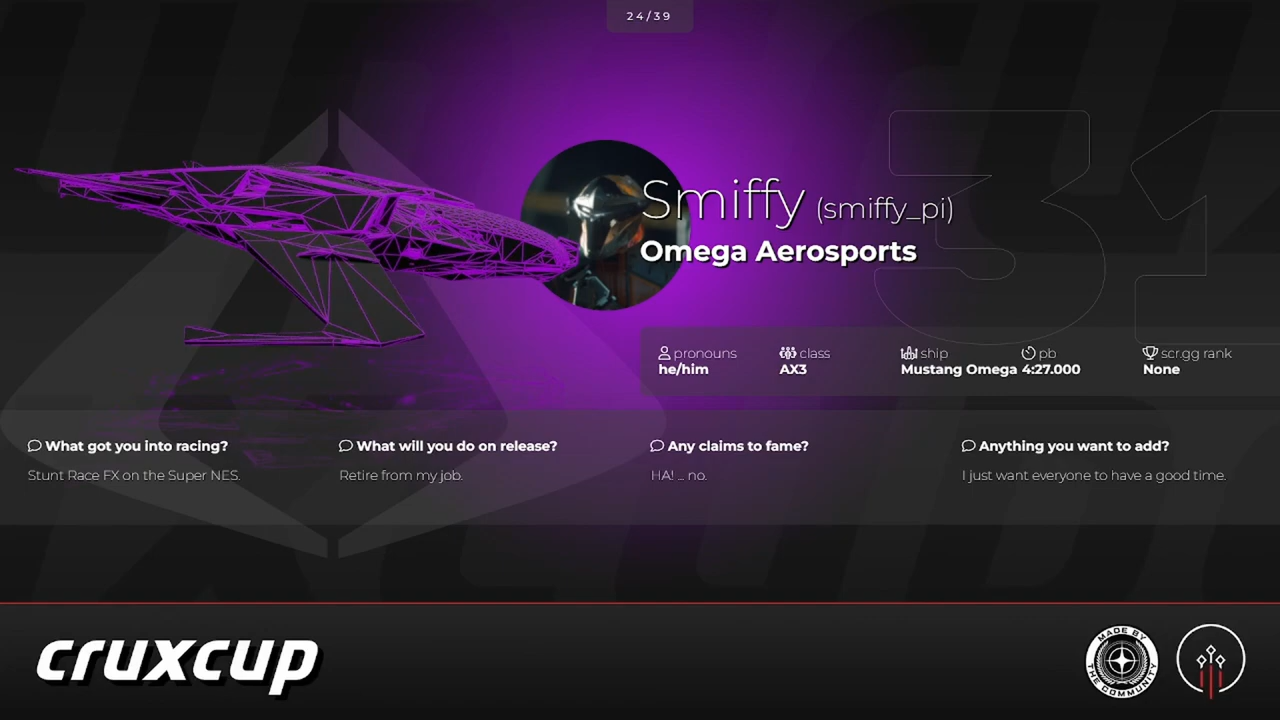 24/39
31
Smiffy (smiffy_pi)
Omega Aerosports
pronouns class ship pb scr.gg rank
he/him AX3 Mustang Omega 4:27.000 None
What got you into racing? What will you do on release? Any claims to fame? Anything you want to add?
Stunt Race FX on the Super NES. Retire from my job. HA! ... no. I just want everyone to have a good time.
cruxcup
MADE BY
THE COMMUNITY